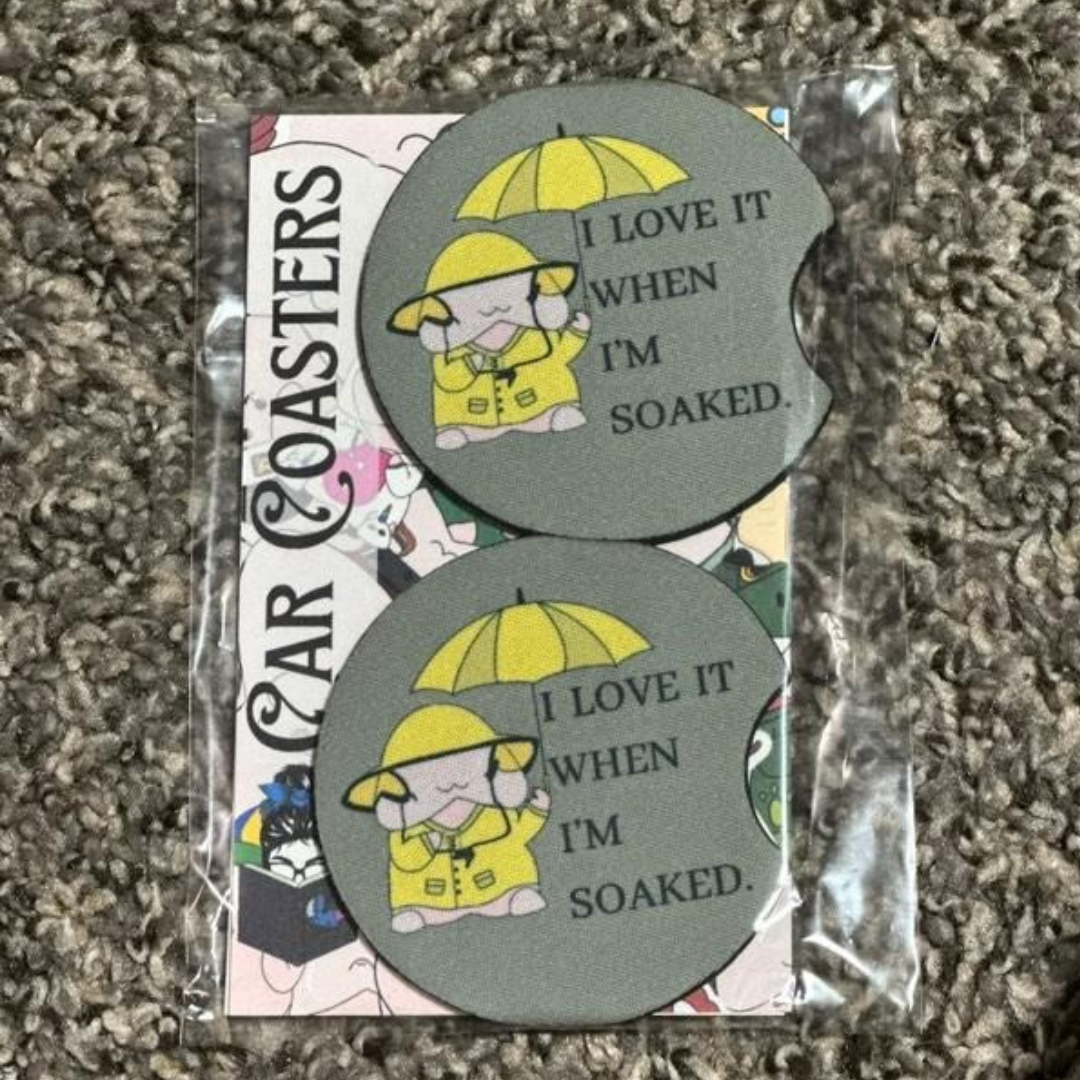 CAR COASTERS
I LOVE IT
WHEN
I'M
SOAKED.
I LOVE IT
WHEN
I'M
SOAKED.